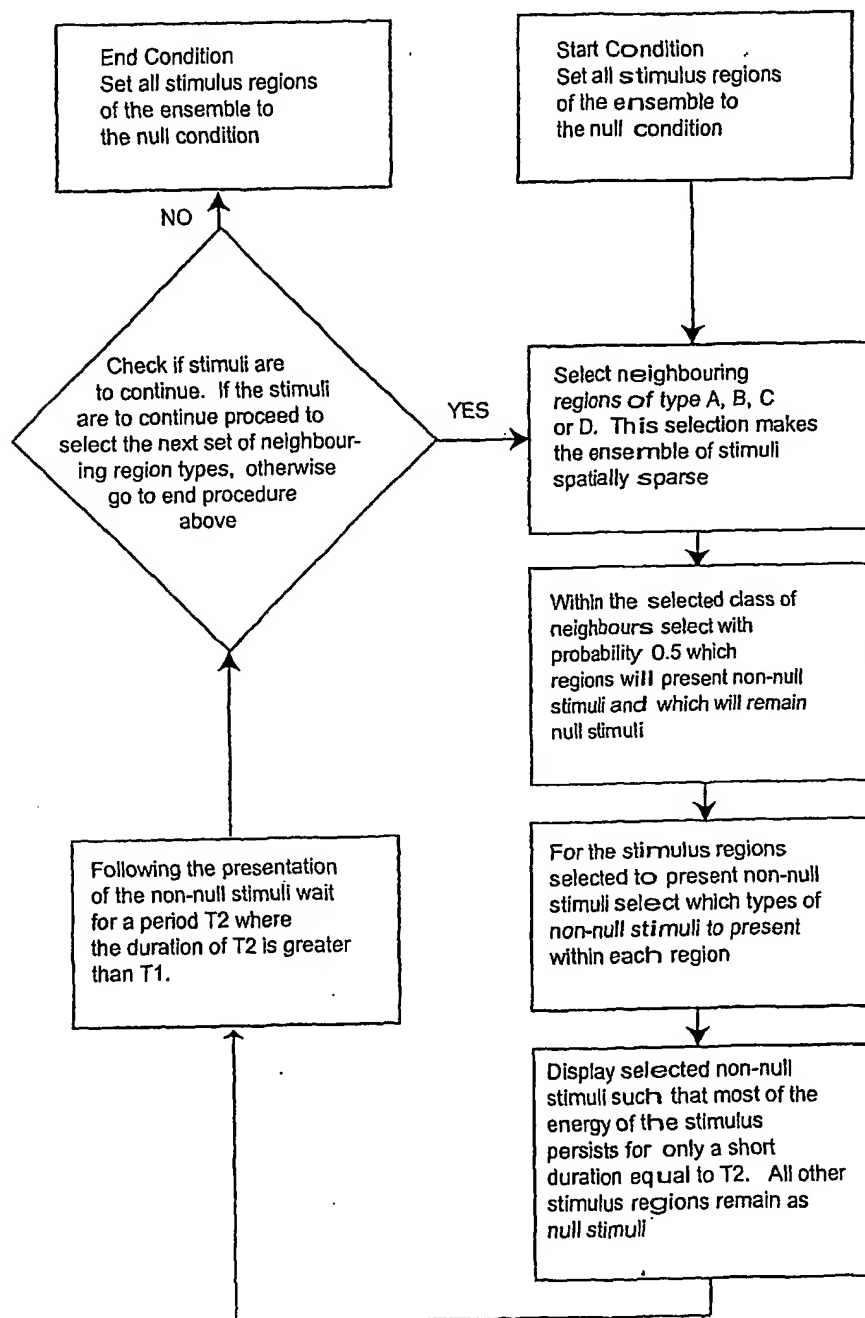 End Condition
Set all stimulus regions
of the ensemble to
the null condition
Start Condition
Set all stimulus regions
of the ensemble to
the null condition
NO
Check if stimuli are
to continue. If the stimuli
are to continue proceed to
select the next set of neighbour-
ing region types, otherwise
go to end procedure
above
YES
Select neighbouring
regions of type A, B, C
or D. This selection makes
the ensemble of stimuli
spatially sparse
Within the selected class of
neighbours select with
probability 0.5 which
regions will present non-null
stimuli and which will remain
null stimuli
For the stimulus regions
selected to present non-null
stimuli select which types of
non-null stimuli to present
within each region
Display selected non-null
stimuli such that most of the
energy of the stimulus
persists for only a short
duration equal to T2. All other
stimulus regions remain as
null stimuli
Following the presentation
of the non-null stimuli wait
for a period T2 where
the duration of T2 is greater
than T1.